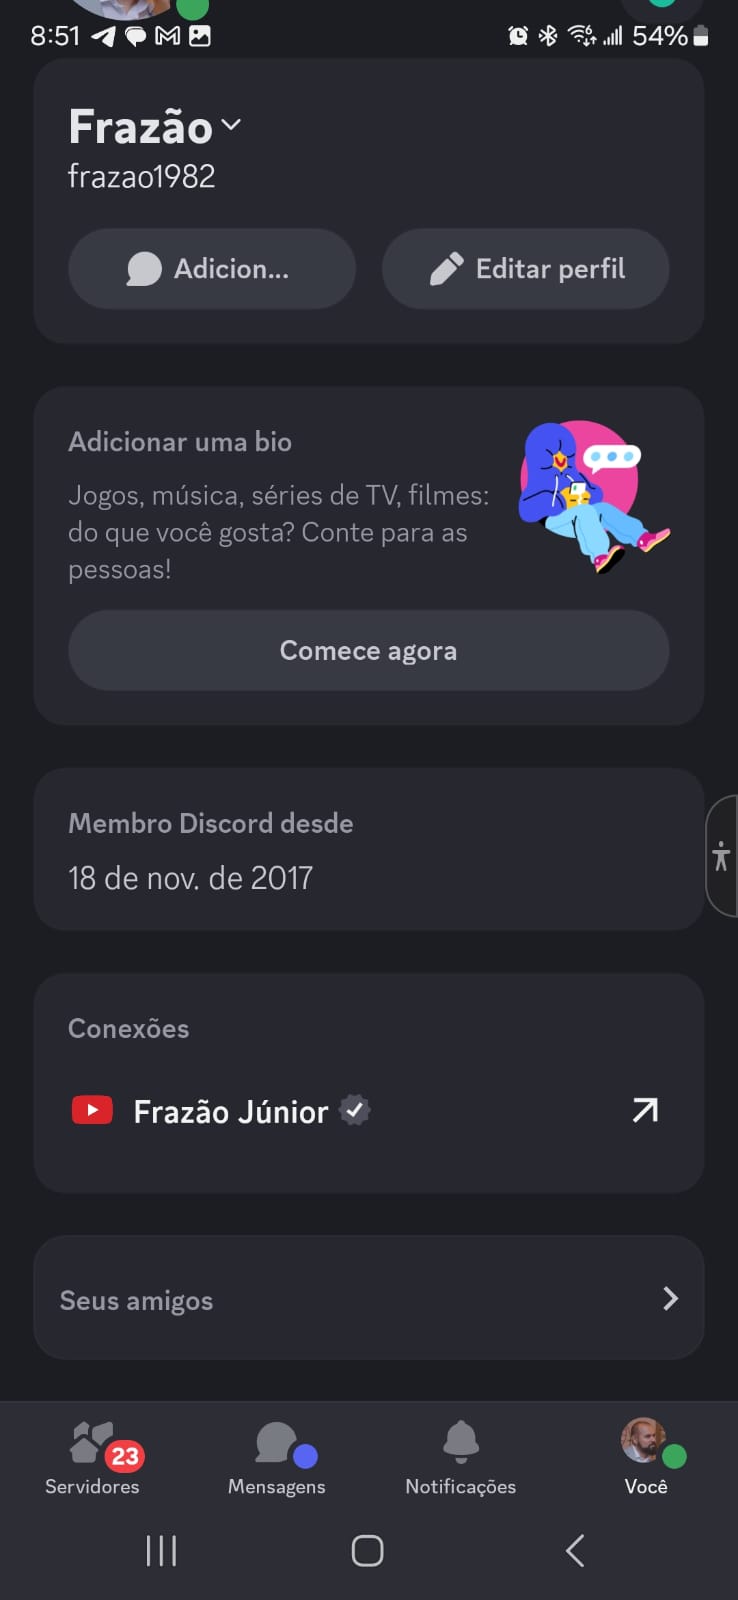 8:51
54%
Frazão
frazao1982
Adicion...
Editar perfil
Adicionar uma bio
Jogos, música, séries de TV, filmes:
do que você gosta? Conte para as
pessoas!
Comece agora
Membro Discord desde
18 de nov. de 2017
Conexões
Frazão Júnior
Seus amigos
23
Servidores
Mensagens
Notificações
Você